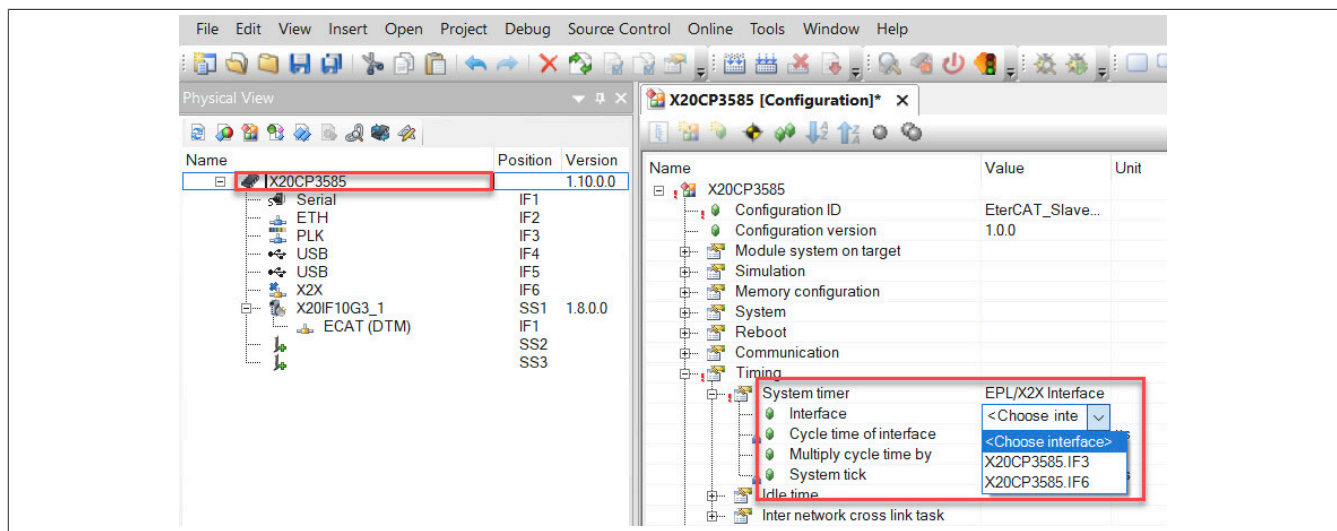 File Edit View Insert Open Project Debug Source Control Online Tools Window Help
Physical View
X20CP3585 [Configuration]*
Name Position Version
X20CP3585 1.10.0.0
Serial IF1
ETH IF2
PLK IF3
USB IF4
USB IF5
X2X IF6
X20IF10G3_1 SS1 1.8.0.0
ECAT (DTM) IF1
SS2
SS3
Name Value Unit
X20CP3585
Configuration ID EterCAT_Slave...
Configuration version 1.0.0
Module system on target
Simulation
Memory configuration
System
Reboot
Communication
Timing
System timer EPL/X2X Interface
Interface <Choose inte
Cycle time of interface
<Choose interface>
Multiply cycle time by
X20CP3585.IF3
System tick
X20CP3585.IF6
Idle time
Inter network cross link task